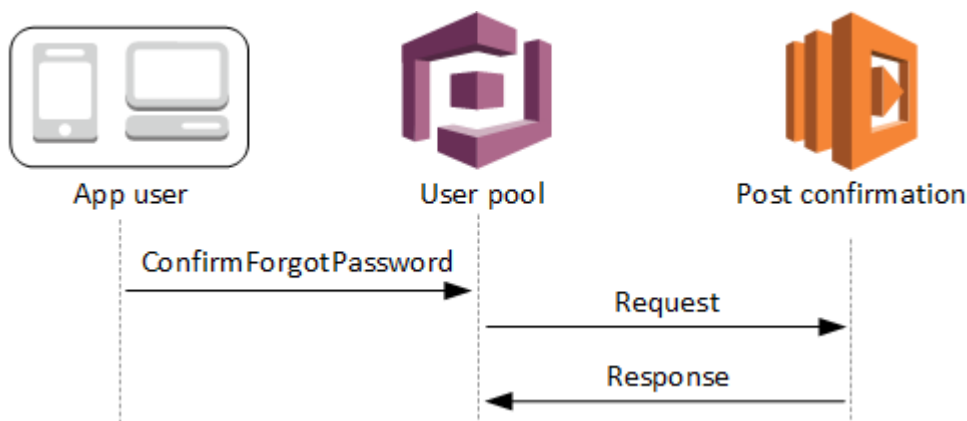 App user
User pool
Post confirmation
ConfirmForgotPassword
Request
Response